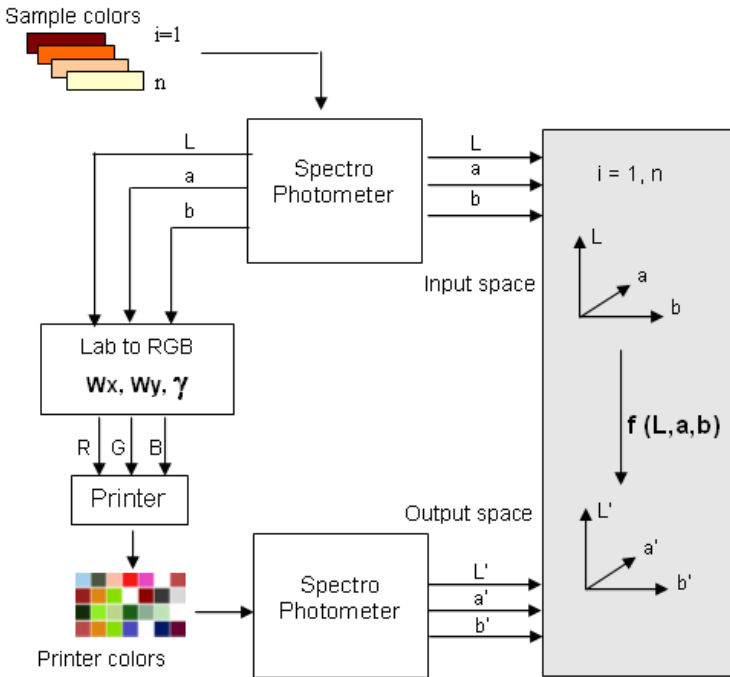 Sample colors
i=1
n
L
a
b
Spectro
Photometer
L
a
b
i = 1, n
L
a
b
Input space
Lab to RGB
Wx, Wy, γ
f (L,a,b)
R G B
Printer
Output space
L'
a'
b'
Spectro
Photometer
L'
a'
b'
Printer colors